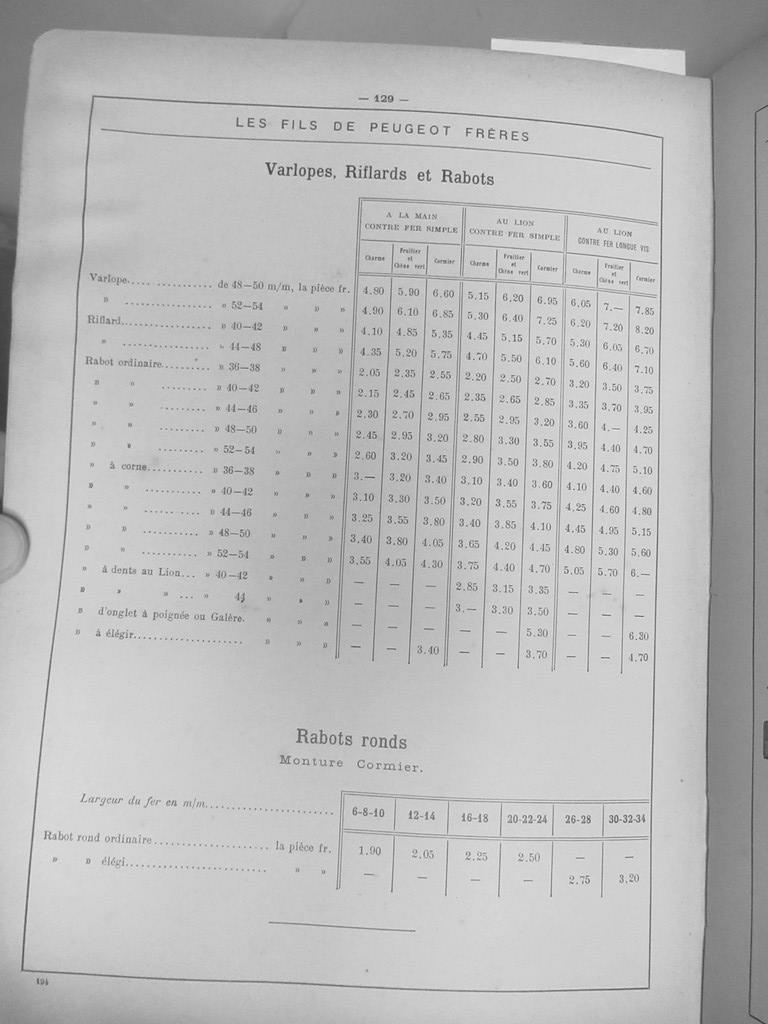 — 129 —
LES FILS DE PEUGEOT FRÈRES
Varlopes, Riflards et Rabots
A LA MAIN CONTRE FER SIMPLE AU LION CONTRE FER SIMPLE AU LION CONTRE FER LONGUE VIS
Charme Fruitier et Chêne vert Cormier Charme Fruitier et Chêne vert Cormier Charme Fruitier et Chêne vert Cormier
Varlope.................. de 48—50 m/m, la pièce fr. 4.80 5.90 6.60 5.15 6.20 6.95 6.05 7.— 7.85
» .................. » 52—54 » » » 4.90 6.10 6.85 5.30 6.40 7.25 6.20 7.20 8.20
Riflard.................. » 40—42 » » » 4.10 4.85 5.35 4.45 5.15 5.70 5.30 6.05 6.70
» .................. » 44—48 » » » 4.35 5.20 5.75 4.70 5.50 6.10 5.60 6.40 7.10
Rabot ordinaire.......... » 36—38 » » » 2.05 2.35 2.55 2.20 2.50 2.70 3.20 3.50 3.75
» » .......... » 40—42 » » » 2.15 2.45 2.65 2.35 2.65 2.85 3.35 3.70 3.95
» » .......... » 44—46 » » » 2.30 2.70 2.95 2.55 2.95 3.20 3.60 4.— 4.25
» » .......... » 48—50 » » » 2.45 2.95 3.20 2.80 3.30 3.55 3.95 4.40 4.70
» » .......... » 52—54 » » » 2.60 3.20 3.45 2.90 3.50 3.80 4.20 4.75 5.10
» à corne........... » 36—38 » » » 3.— 3.20 3.40 3.10 3.40 3.60 4.10 4.40 4.60
» » ........... » 40—42 » » » 3.10 3.30 3.50 3.20 3.55 3.75 4.25 4.60 4.80
» » ........... » 44—46 » » » 3.25 3.55 3.80 3.40 3.85 4.10 4.45 4.95 5.15
» » ........... » 48—50 » » » 3.40 3.80 4.05 3.65 4.20 4.45 4.80 5.30 5.60
» » ........... » 52—54 » » » 3.55 4.05 4.30 3.75 4.40 4.70 5.05 5.70 6.—
» à dents au Lion... » 40—42 » » » — — — 2.85 3.15 3.35 — — —
» » » ... » 44 » » » — — — 3.— 3.30 3.50 — — —
» d'onglet à poignée ou Galère. » » » — — — — — 5.30 — — 6.30
» à élégir.................... » » » — — 3.40 — — 3.70 — — 4.70
Rabots ronds
Monture Cormier.
Largeur du fer en m/m....................... 6-8-10 12-14 16-18 20-22-24 26-28 30-32-34
Rabot rond ordinaire..................... la pièce fr. 1.90 2.05 2.25 2.50 — —
» » élégi......................... » » — — — — 2.75 3.20
194